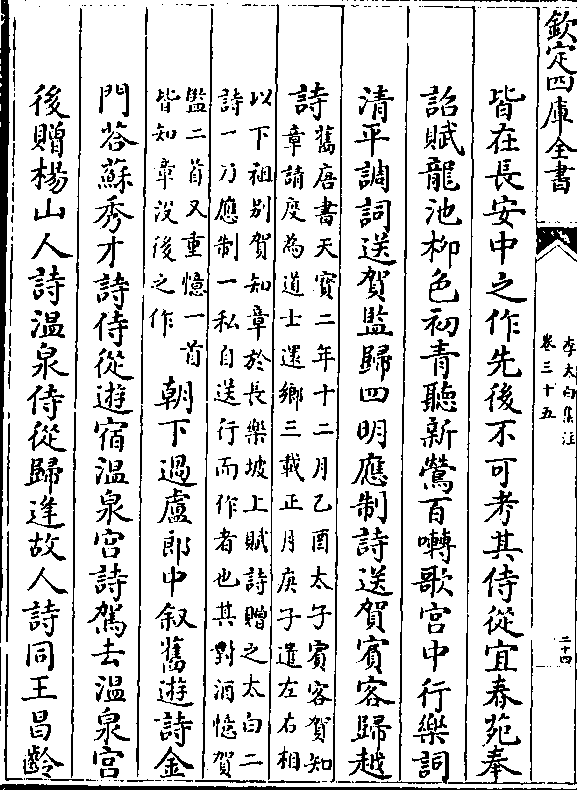 欽定四庫全書
李太白集注
卷三十五
二十四
皆在長安中之作先後不可考其侍從宜春苑奉
詔賦龍池柳色初青聽新鶯百囀歌宮中行樂詞
清平調詞送賀監歸四明應制詩送賀賓客歸越
詩舊唐書天寶二年十二月乙酉太子賓客賀知
章請度為道士還鄉三載正月庚子遣左右相
以下祖别賀知章於長樂坡上賦詩贈之太白二
詩一乃應制一私自送行而作者也其對酒憶賀
監二首又重憶一首
皆知章没後之作朝下過盧郎中叙舊遊詩金
門荅蘇秀才詩侍從遊宿溫泉宮詩駕去溫泉宮
後贈楊山人詩溫泉侍從歸逢故人詩同王昌齡